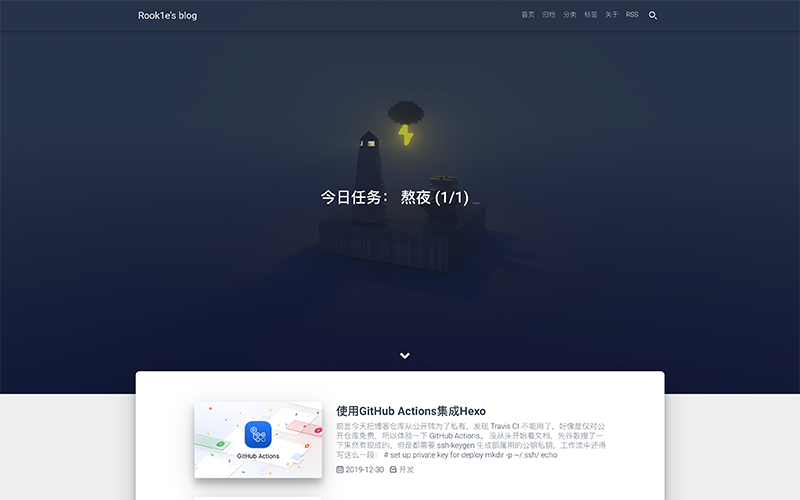 Rook1e's blog
首页 归档 分类 标签 关于 RSS
今日任务： 熬夜 (1/1) _
使用GitHub Actions集成Hexo
前言今天把博客仓库从公开转为了私有，发现 Travis CI 不能用了，好像是仅对公
开仓库免费，所以体验一下 GitHub Actions。 没从头开始看文档，先谷歌搜了一
下果然有现成的，但是都需要 ssh-keygen 生成部署用的公钥私钥，工作流中还得
写这么一段： # set up private key for deploy mkdir -p ~/.ssh/ echo
2019-12-30 开发
GitHub Actions